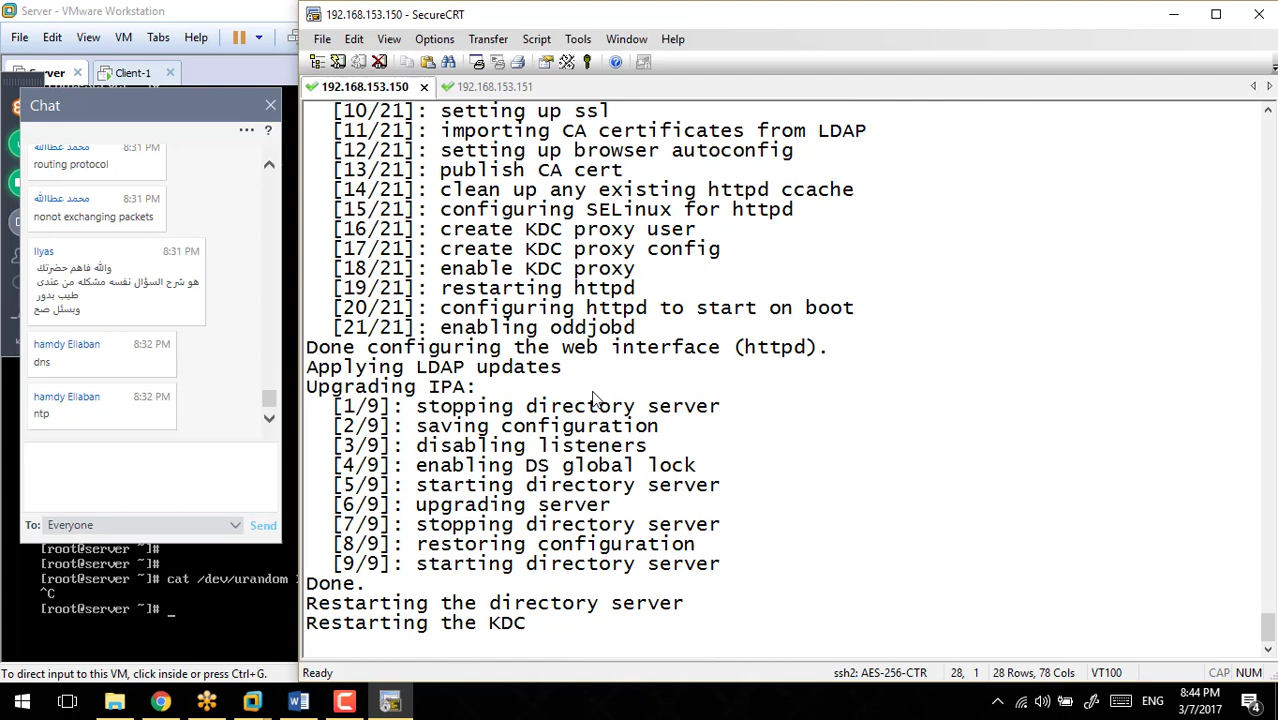 Server - VMware Workstation
File Edit View VM Tabs Help
Server Client-1
Chat
محمد عطاالله 8:31 PM
routing protocol
محمد عطاالله 8:31 PM
nonot exchanging packets
Ilyas 8:31 PM
والله فاهم حضرتك
هو شرح السؤال نفسه مشكله من عندى
طيب بدور
وبسئل صح
hamdy Ellaban 8:32 PM
dns
hamdy Ellaban 8:32 PM
ntp
To: Everyone Send
[root@server ~]#
[root@server ~]#
[root@server ~]# cat /dev/urandom
^C
[root@server ~]# _
To direct input to this VM, click inside or press Ctrl+G.
192.168.153.150 - SecureCRT
File Edit View Options Transfer Script Tools Window Help
192.168.153.150 192.168.153.151
[10/21]: setting up ssl
[11/21]: importing CA certificates from LDAP
[12/21]: setting up browser autoconfig
[13/21]: publish CA cert
[14/21]: clean up any existing httpd ccache
[15/21]: configuring SELinux for httpd
[16/21]: create KDC proxy user
[17/21]: create KDC proxy config
[18/21]: enable KDC proxy
[19/21]: restarting httpd
[20/21]: configuring httpd to start on boot
[21/21]: enabling oddjobd
Done configuring the web interface (httpd).
Applying LDAP updates
Upgrading IPA:
[1/9]: stopping directory server
[2/9]: saving configuration
[3/9]: disabling listeners
[4/9]: enabling DS global lock
[5/9]: starting directory server
[6/9]: upgrading server
[7/9]: stopping directory server
[8/9]: restoring configuration
[9/9]: starting directory server
Done.
Restarting the directory server
Restarting the KDC
Ready ssh2: AES-256-CTR 28, 1 28 Rows, 78 Cols VT100 CAP NUM
ENG 8:44 PM
3/7/2017 4